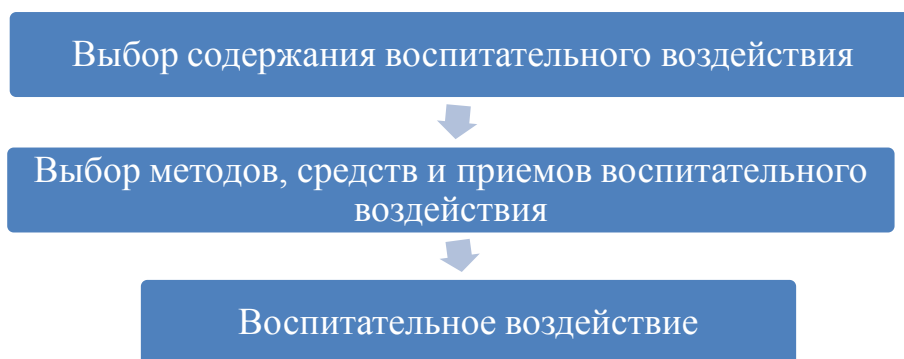 Выбор содержания воспитательного воздействия
Выбор методов, средств и приемов воспитательного
воздействия
Воспитательное воздействие